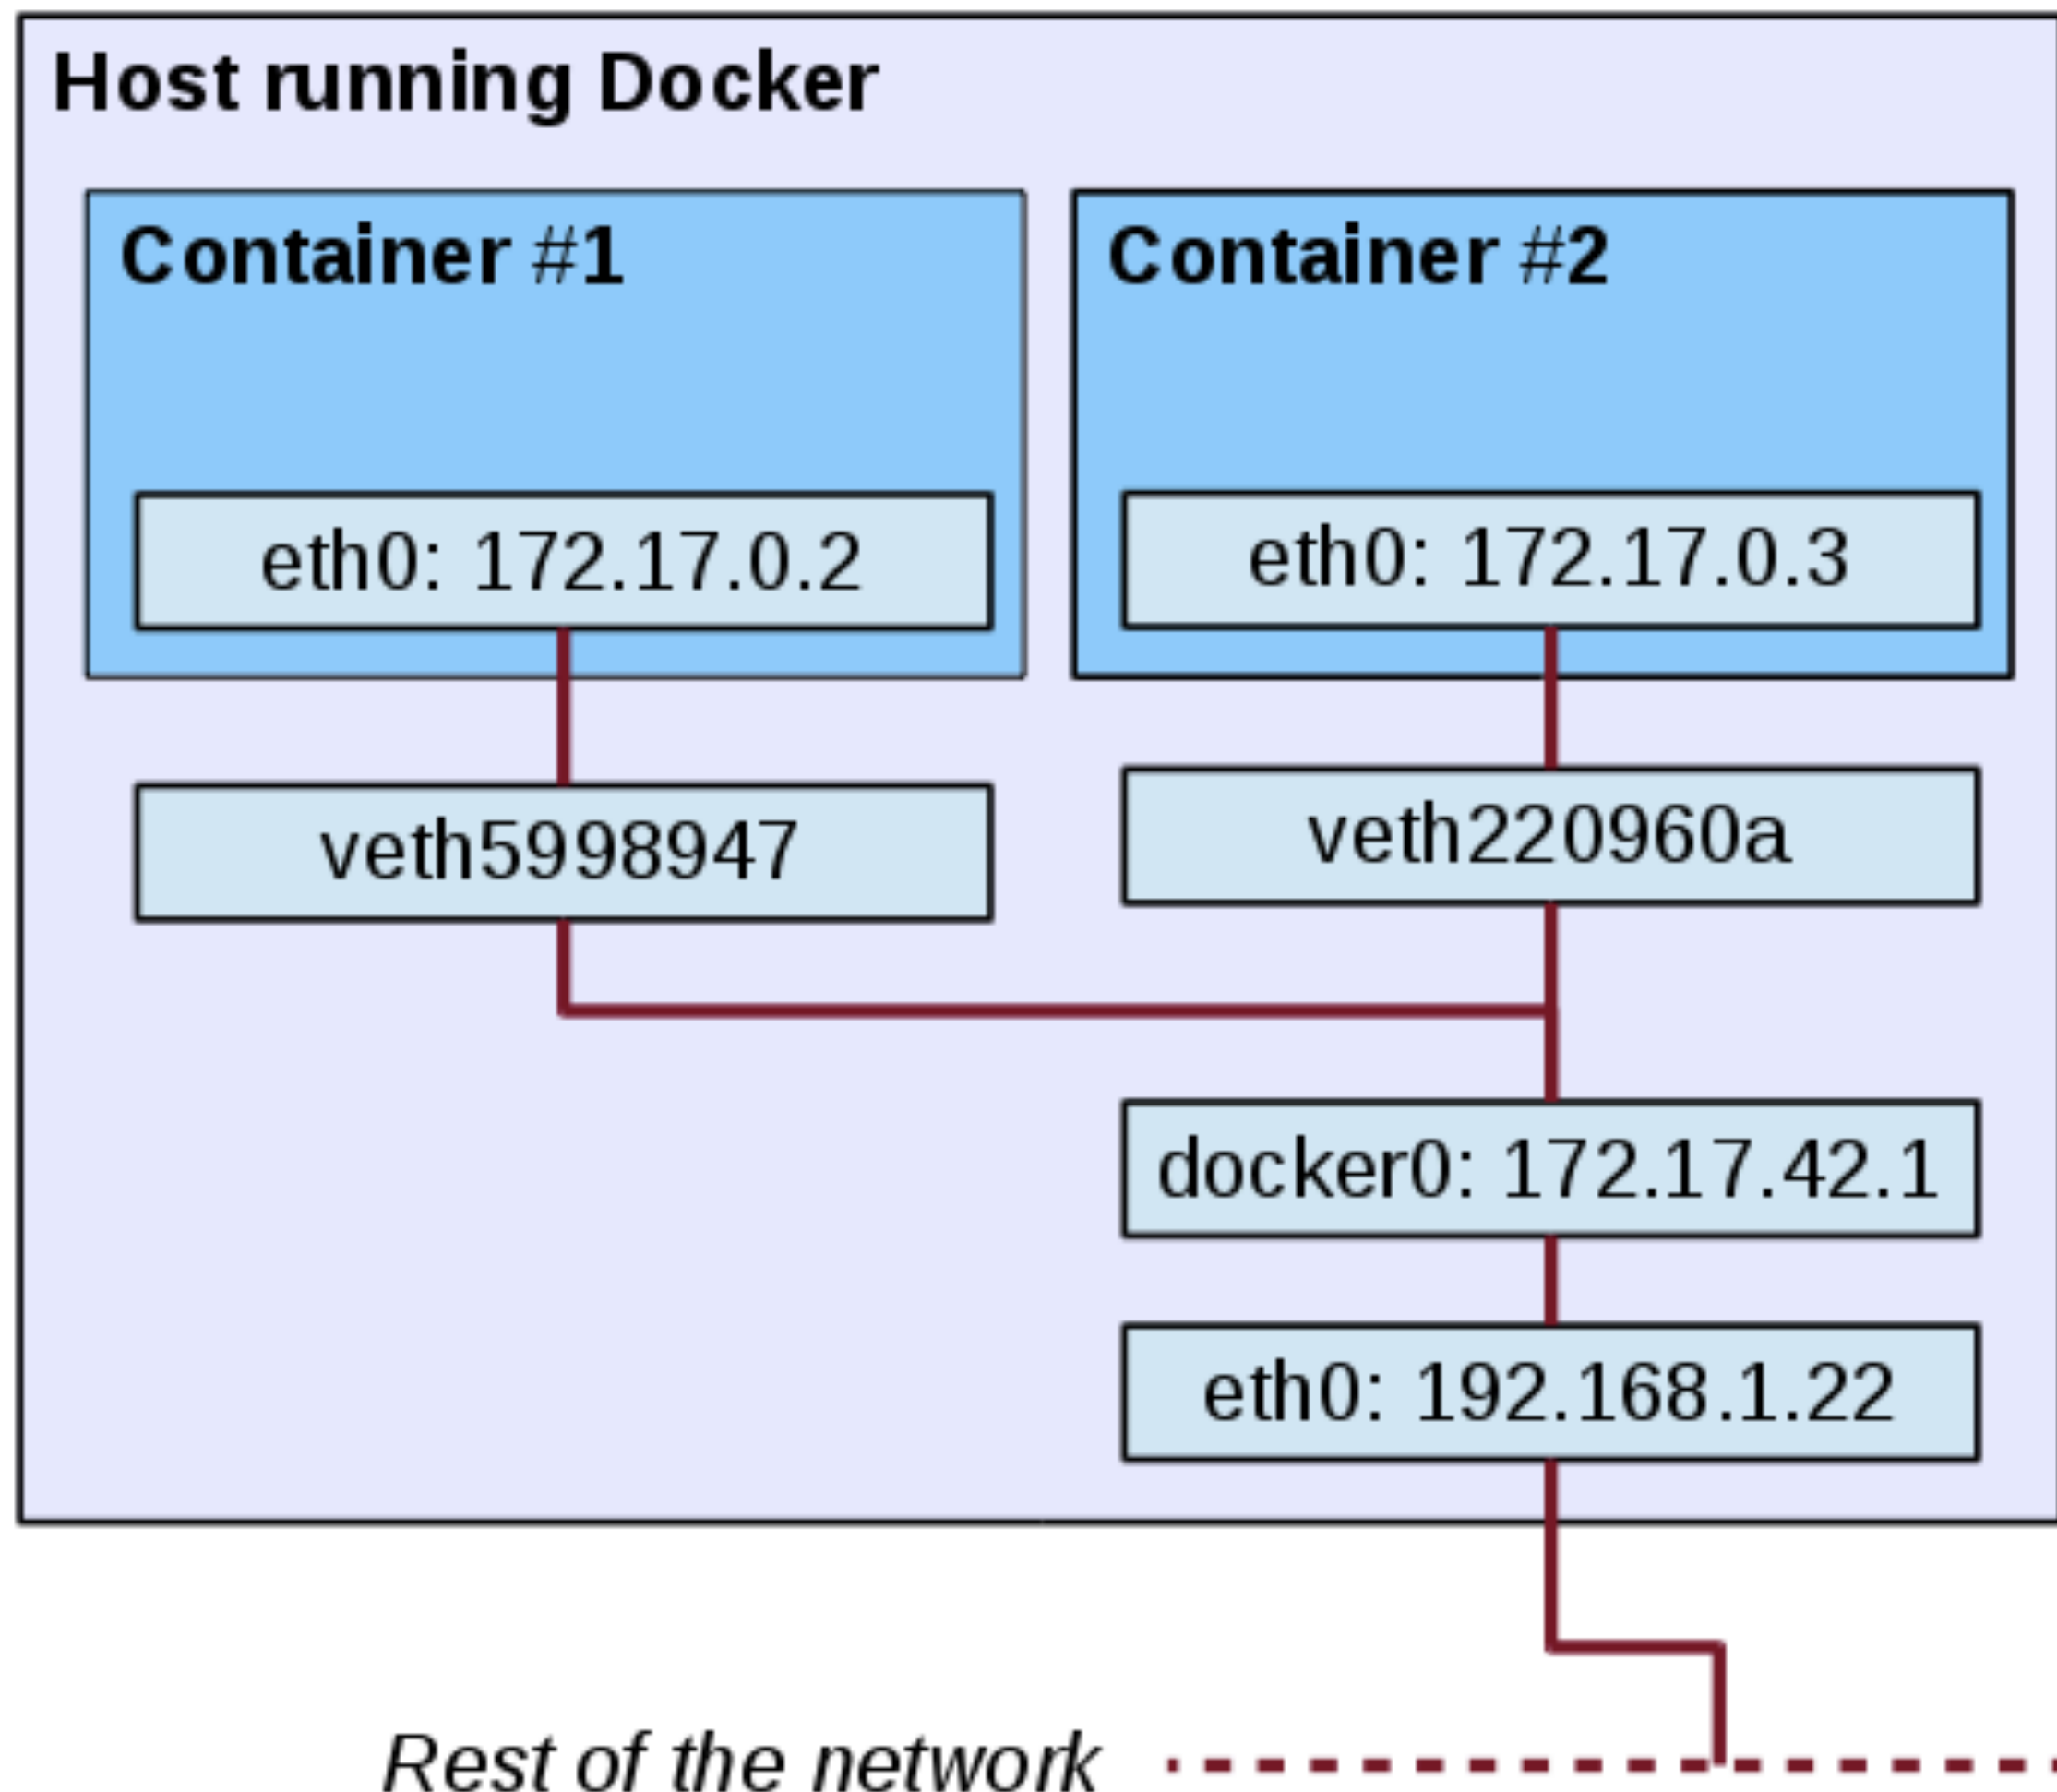 Host running Docker
Container #1
Container #2
eth0: 172.17.0.2
eth0: 172.17.0.3
veth5998947
veth220960a
docker0: 172.17.42.1
eth0: 192.168.1.22
Rest of the network